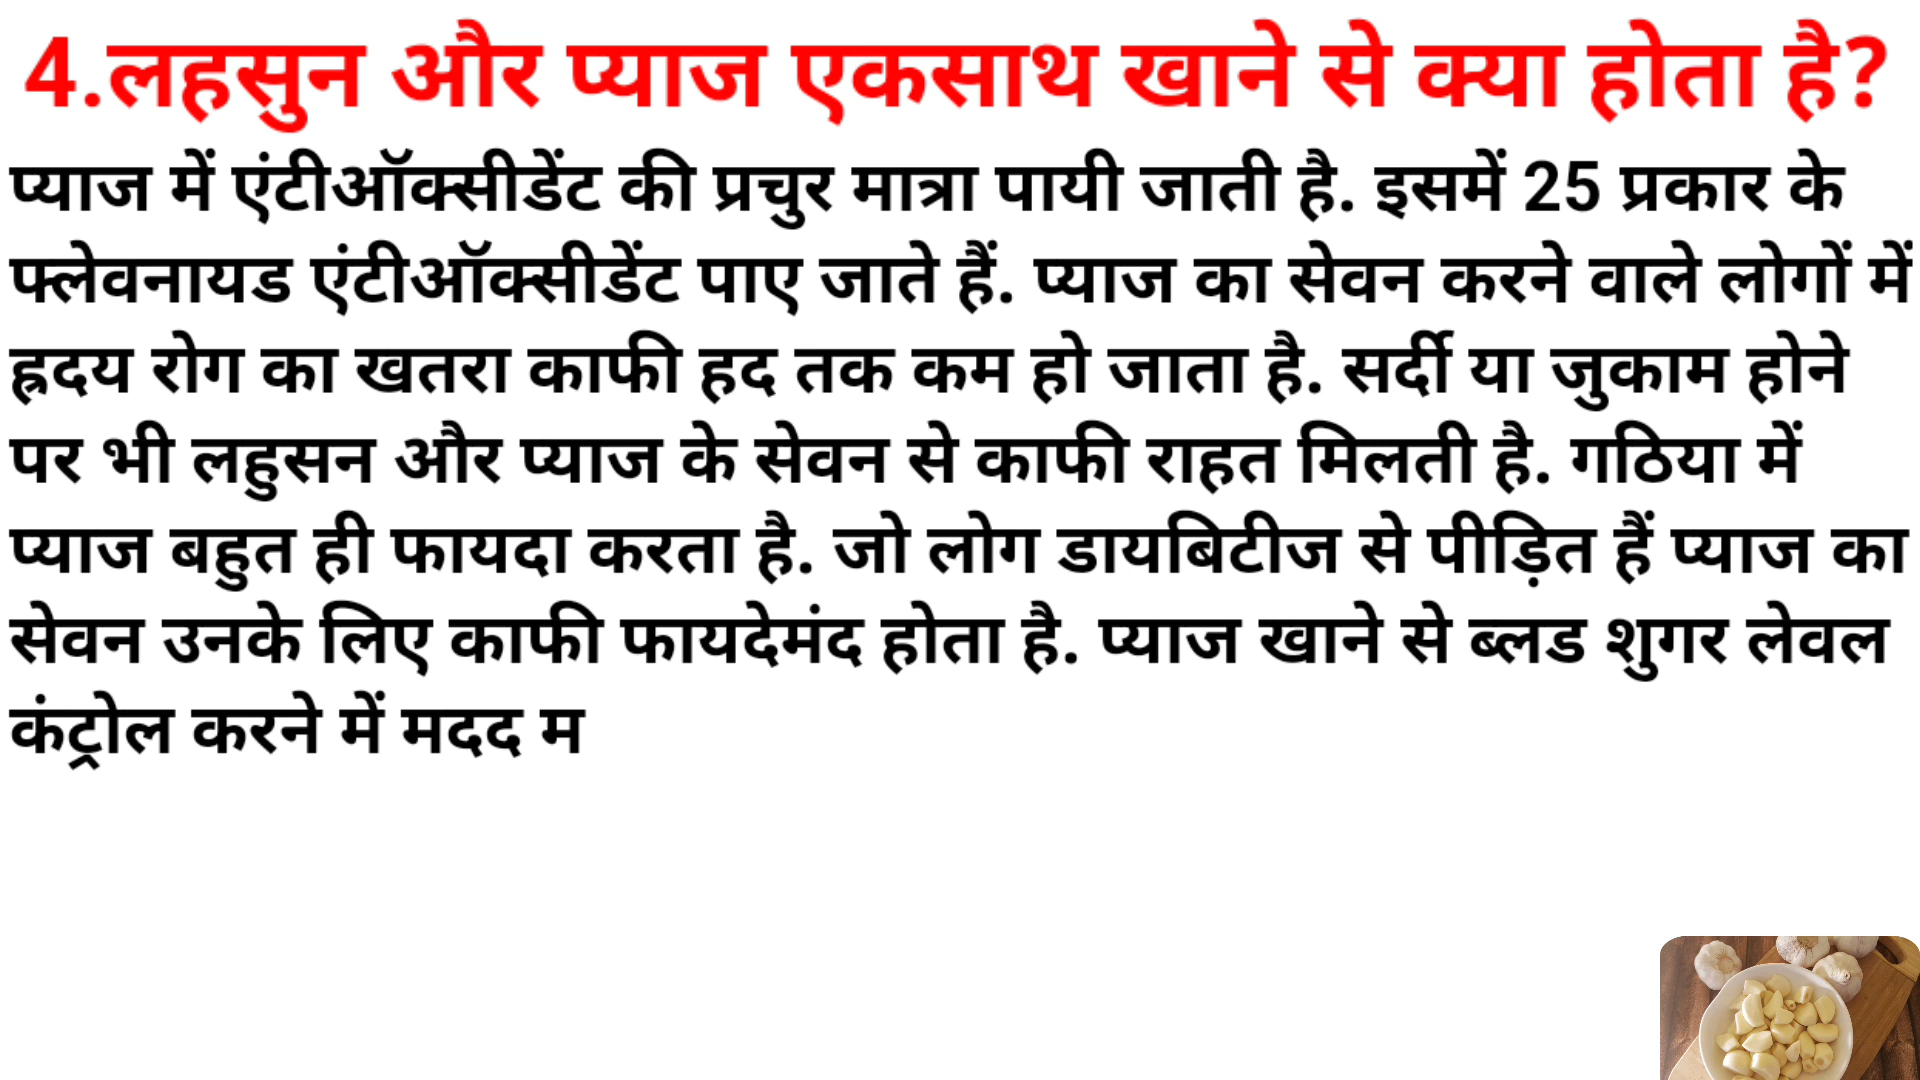 4.लहसुन और प्याज एकसाथ खाने से क्या होता है?
प्याज में एंटीऑक्सीडेंट की प्रचुर मात्रा पायी जाती है. इसमें 25 प्रकार के
फ्लेवनायड एंटीऑक्सीडेंट पाए जाते हैं. प्याज का सेवन करने वाले लोगों में
ह्रदय रोग का खतरा काफी हद तक कम हो जाता है. सर्दी या जुकाम होने
पर भी लहुसन और प्याज के सेवन से काफी राहत मिलती है. गठिया में
प्याज बहुत ही फायदा करता है. जो लोग डायबिटीज से पीड़ित हैं प्याज का
सेवन उनके लिए काफी फायदेमंद होता है. प्याज खाने से ब्लड शुगर लेवल
कंट्रोल करने में मदद म